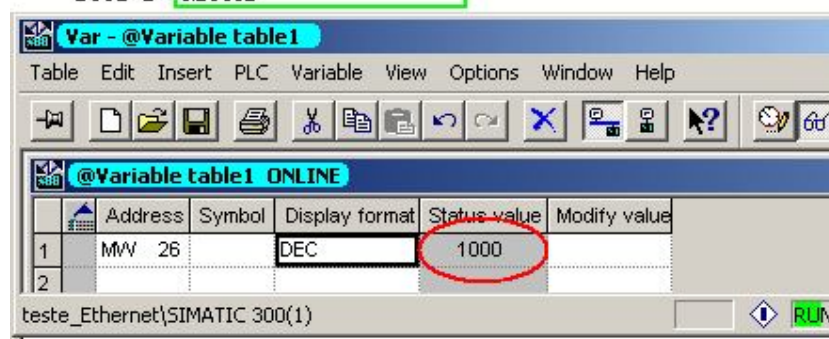 Var - @Variable table1
Table Edit Insert PLC Variable View Options Window Help
@Variable table1 ONLINE
Address Symbol Display format Status value Modify value
1 MW 26 DEC 1000
2
teste_Ethernet\SIMATIC 300(1) RUN